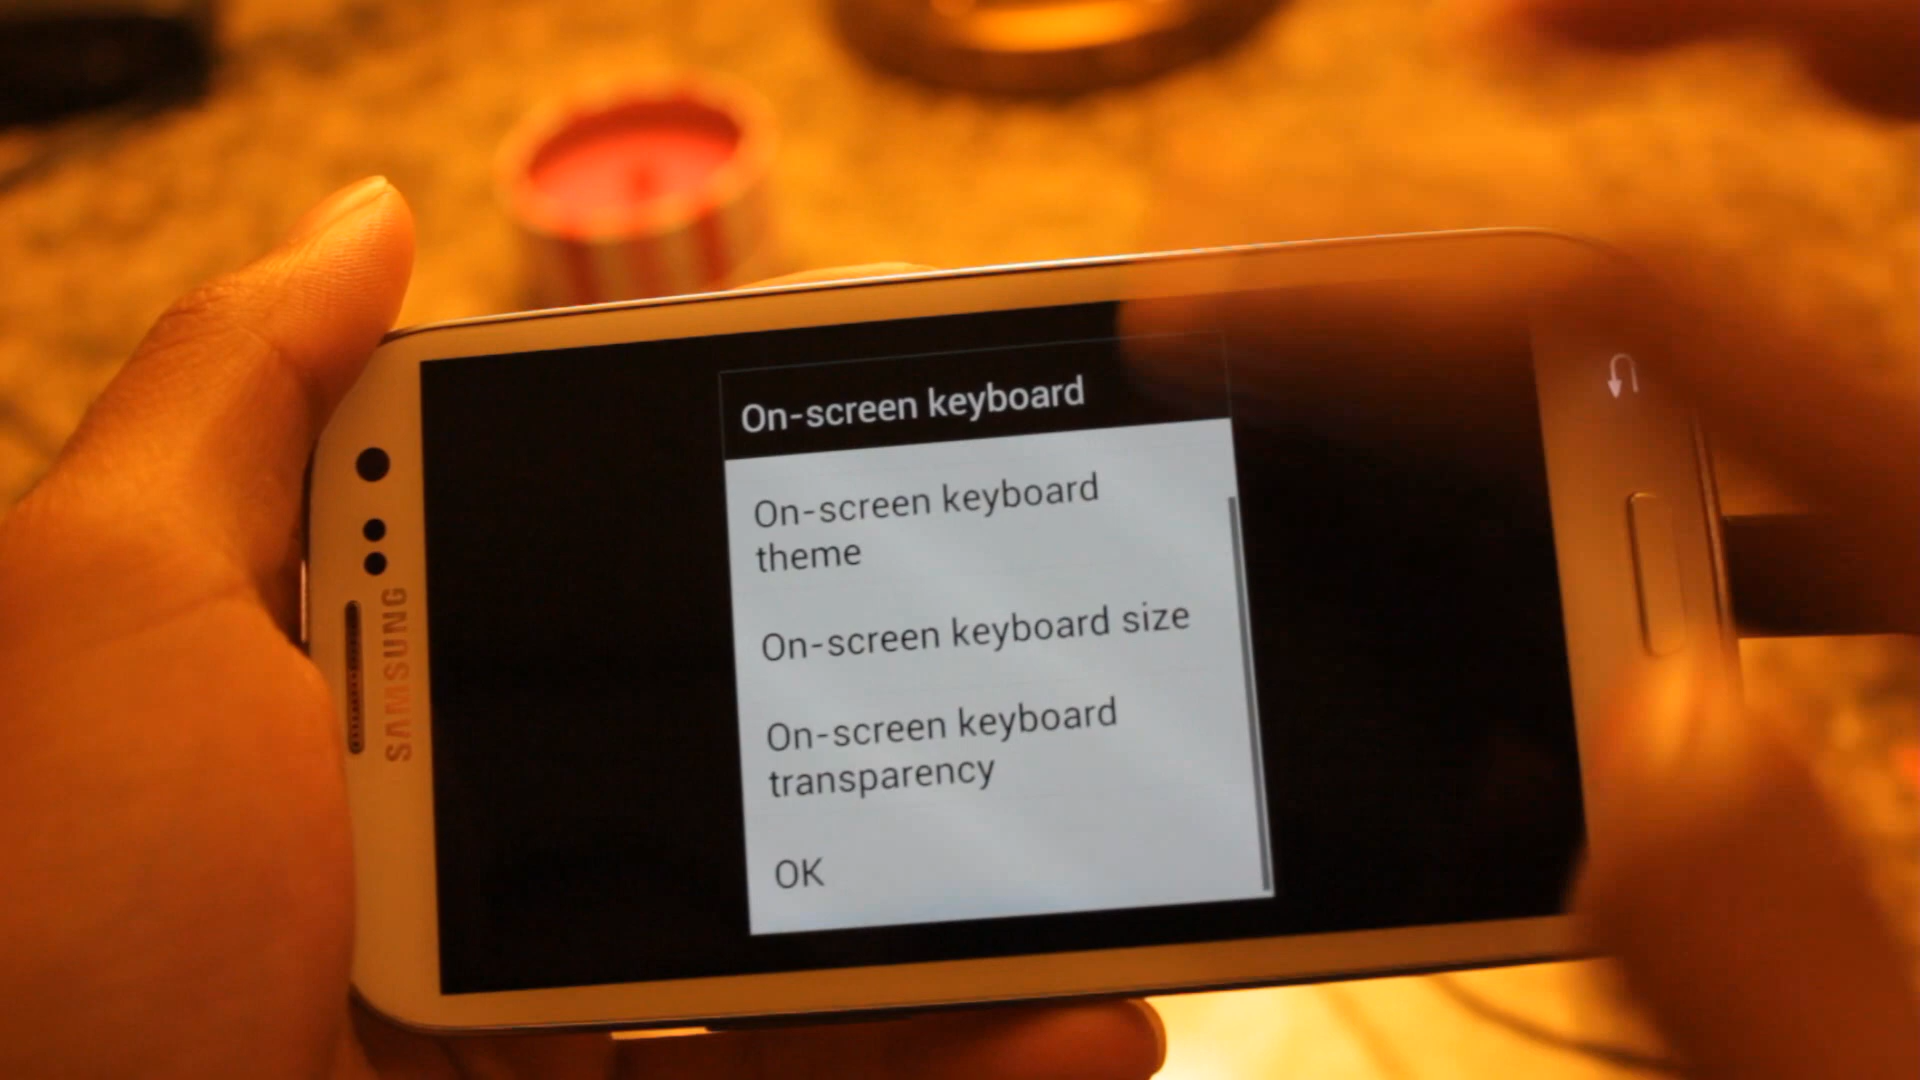 On-screen keyboard
On-screen keyboard
theme
On-screen keyboard size
On-screen keyboard
transparency
OK
SAMSUNG